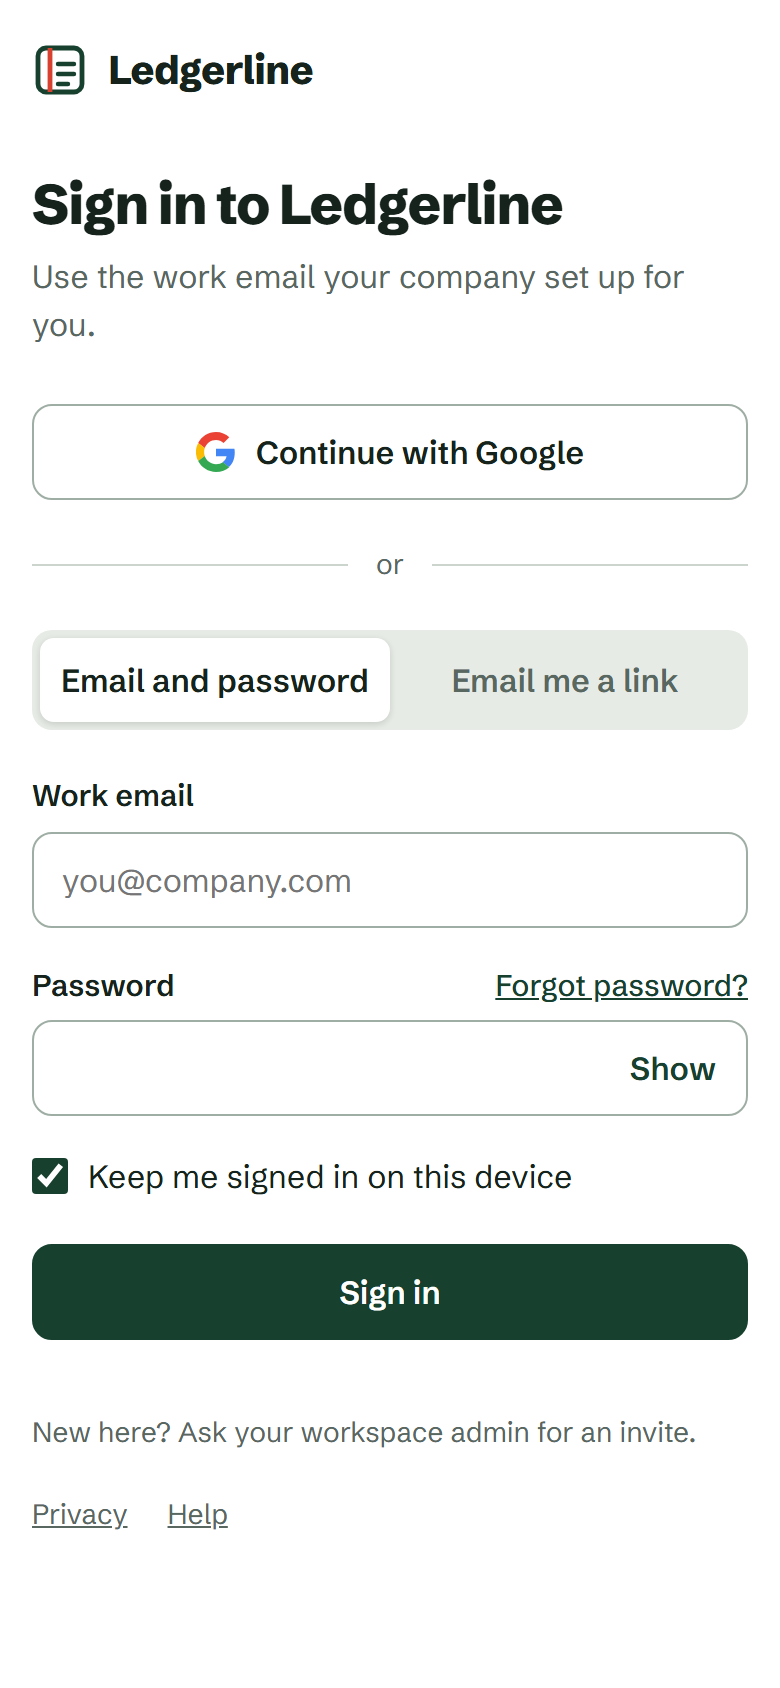 Ledgerline
Sign in to Ledgerline
Use the work email your company set up for
you.
Continue with Google
or
Email and password
Email me a link
Work email
you@company.com
Password
Forgot password?
Show
Keep me signed in on this device
Sign in
New here? Ask your workspace admin for an invite.
Privacy
Help